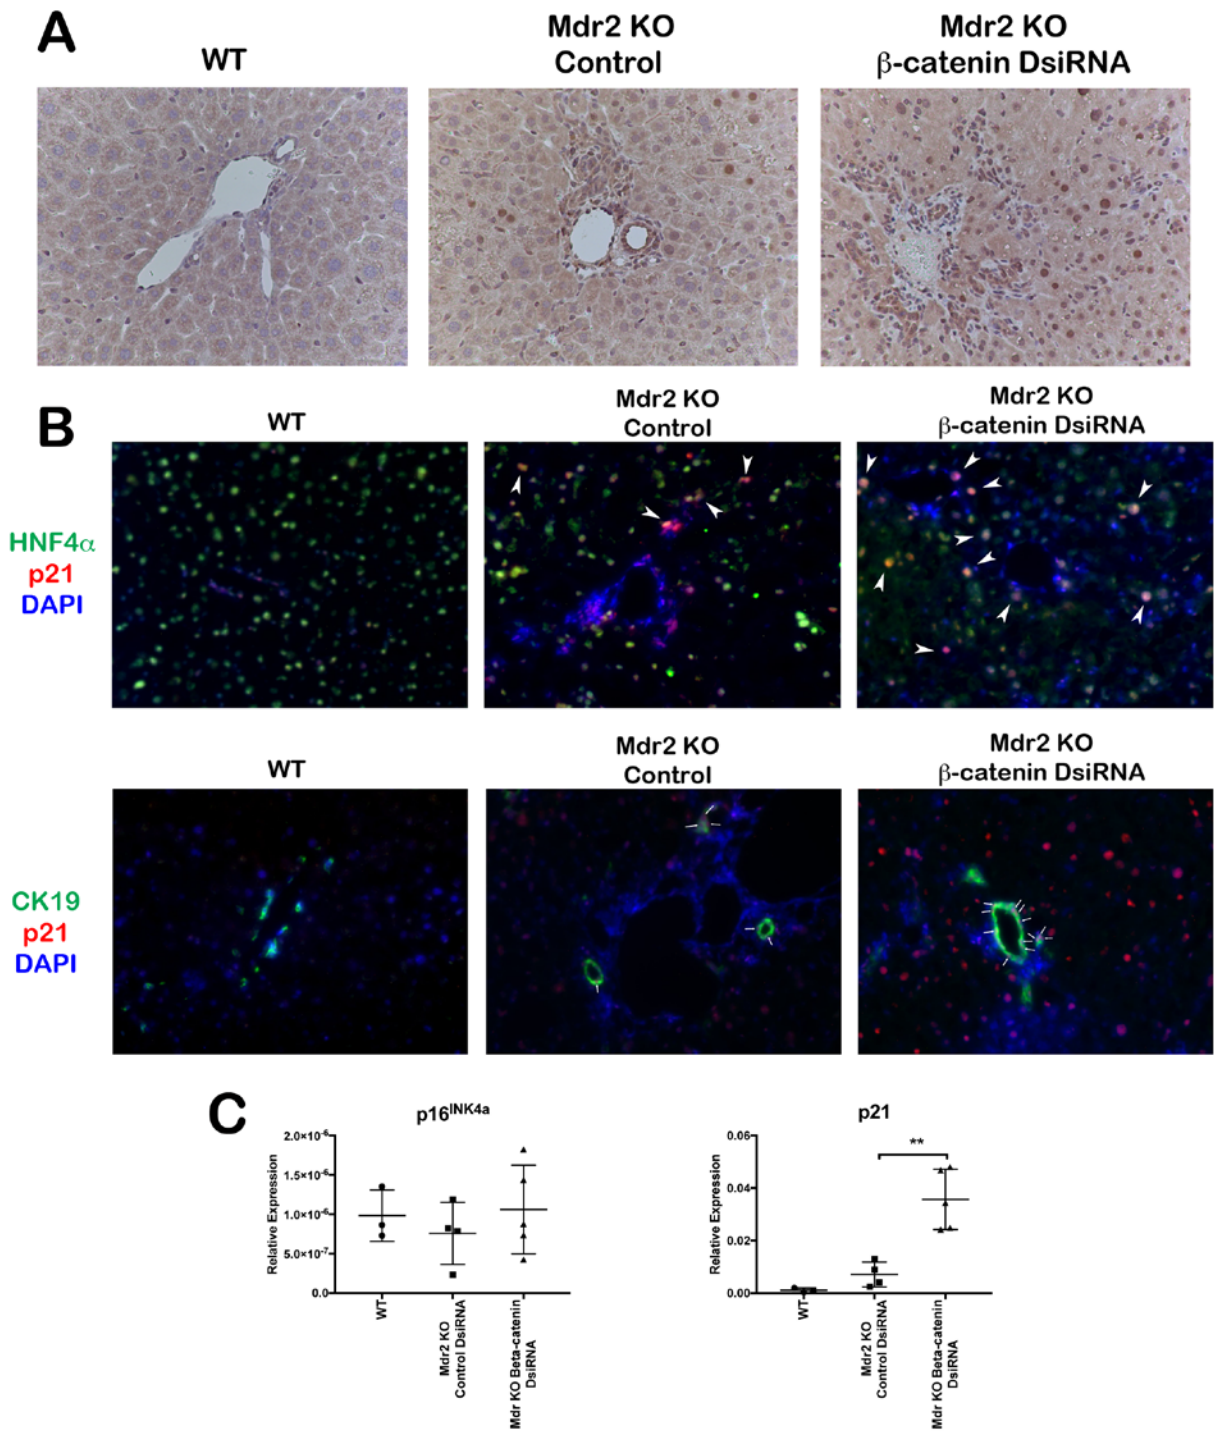 A
WT
Mdr2 KO
Control
Mdr2 KO
β-catenin DsiRNA
B
WT
Mdr2 KO
Control
Mdr2 KO
β-catenin DsiRNA
HNF4α
p21
DAPI
WT
Mdr2 KO
Control
Mdr2 KO
β-catenin DsiRNA
CK19
p21
DAPI
C
p16INK4a
Relative Expression
2.0×10-6
1.5×10-6
1.0×10-6
5.0×10-7
0.0
WT
Mdr2 KO
Control DsiRNA
Mdr KO Beta-catenin
DsiRNA
p21
Relative Expression
0.06
0.04
0.02
0.00
**
WT
Mdr2 KO
Control DsiRNA
Mdr KO Beta-catenin
DsiRNA